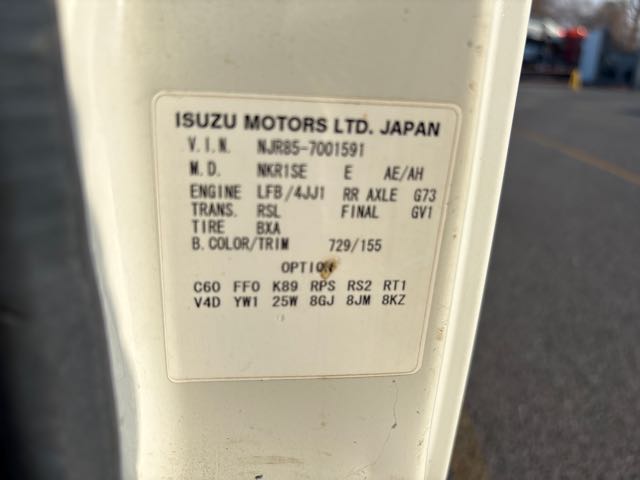 ISUZU MOTORS LTD. JAPAN
V.I.N. NJR85-7001591
M.D. NKR1SE E AE/AH
ENGINE LFB/4JJ1 RR AXLE G73
TRANS. RSL FINAL GV1
TIRE BXA
B.COLOR/TRIM 729/155
OPTION
C60 FF0 K89 RPS RS2 RT1
V4D YW1 25W 8GJ 8JM 8KZ